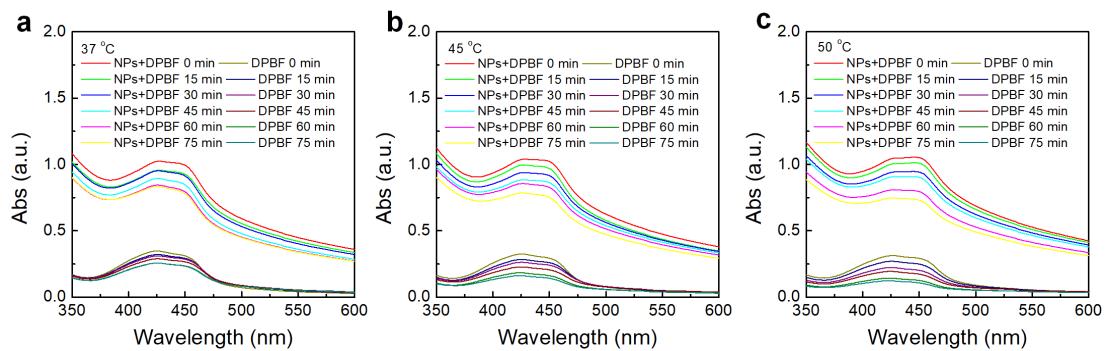 a
2.0
1.5
1.0
0.5
0.0
Abs (a.u.)
37 °C
NPs+DPBF 0 min DPBF 0 min
NPs+DPBF 15 min DPBF 15 min
NPs+DPBF 30 min DPBF 30 min
NPs+DPBF 45 min DPBF 45 min
NPs+DPBF 60 min DPBF 60 min
NPs+DPBF 75 min DPBF 75 min
350 400 450 500 550 600
Wavelength (nm)
b
2.0
1.5
1.0
0.5
0.0
Abs (a.u.)
45 °C
NPs+DPBF 0 min DPBF 0 min
NPs+DPBF 15 min DPBF 15 min
NPs+DPBF 30 min DPBF 30 min
NPs+DPBF 45 min DPBF 45 min
NPs+DPBF 60 min DPBF 60 min
NPs+DPBF 75 min DPBF 75 min
350 400 450 500 550 600
Wavelength (nm)
c
2.0
1.5
1.0
0.5
0.0
Abs (a.u.)
50 °C
NPs+DPBF 0 min DPBF 0 min
NPs+DPBF 15 min DPBF 15 min
NPs+DPBF 30 min DPBF 30 min
NPs+DPBF 45 min DPBF 45 min
NPs+DPBF 60 min DPBF 60 min
NPs+DPBF 75 min DPBF 75 min
350 400 450 500 550 600
Wavelength (nm)